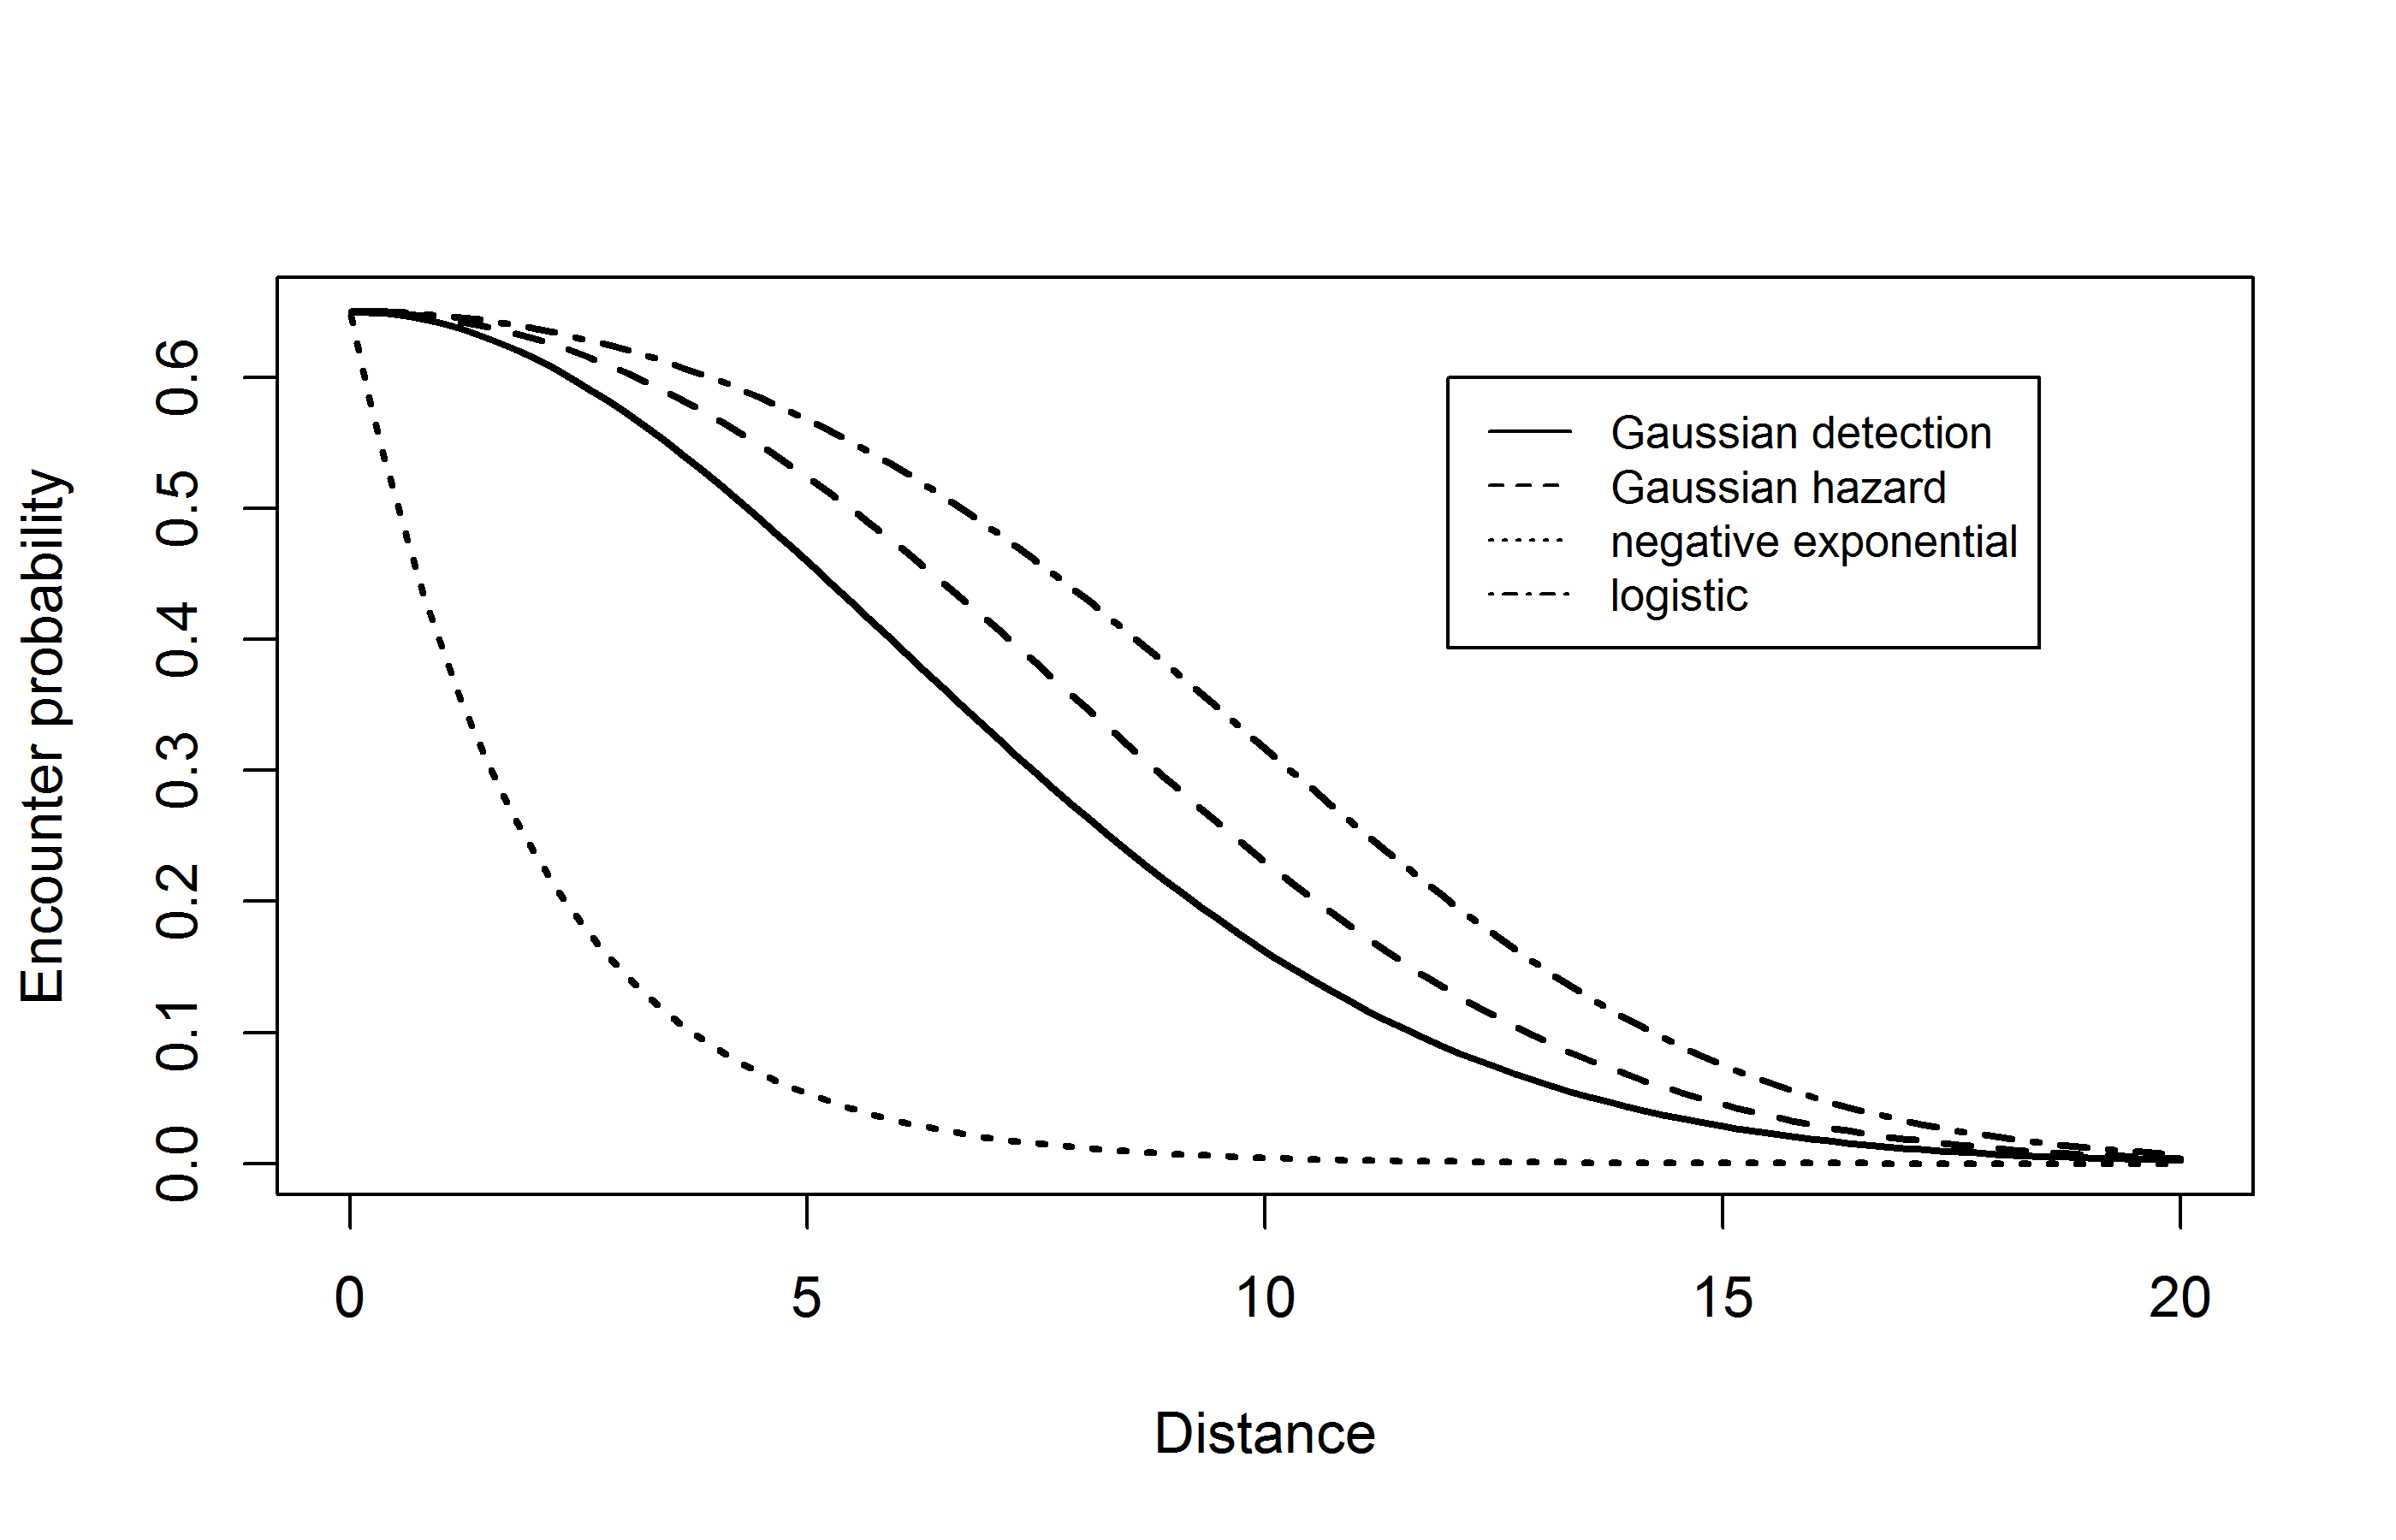 Encounter probability
0.6
0.5
0.4
0.3
0.2
0.1
0.0
Gaussian detection
Gaussian hazard
negative exponential
logistic
0 5 10 15 20
Distance